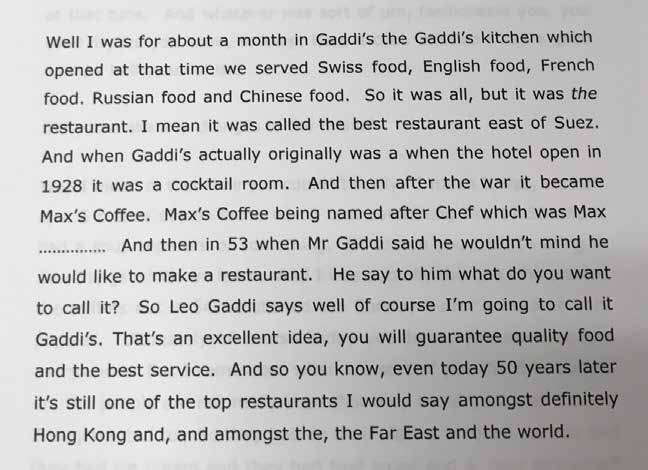 Well I was for about a month in Gaddi's the Gaddi's kitchen which
opened at that time we served Swiss food, English food, French
food. Russian food and Chinese food.  So it was all, but it was the
restaurant. I mean it was called the best restaurant east of Suez.
And when Gaddi's actually originally was a when the hotel open in
1928 it was a cocktail room.  And then after the war it became
Max's Coffee.  Max's Coffee being named after Chef which was Max
...............  And then in 53 when Mr Gaddi said he wouldn't mind he
would like to make a restaurant.   He say to him what do you want
to call it?  So Leo Gaddi says well of course I'm going to call it
Gaddi's. That's an excellent idea, you will guarantee quality food
and the best service.  And so you know, even today 50 years later
it's still one of the top restaurants I would say amongst definitely
Hong Kong and, and amongst the, the Far East and the world.